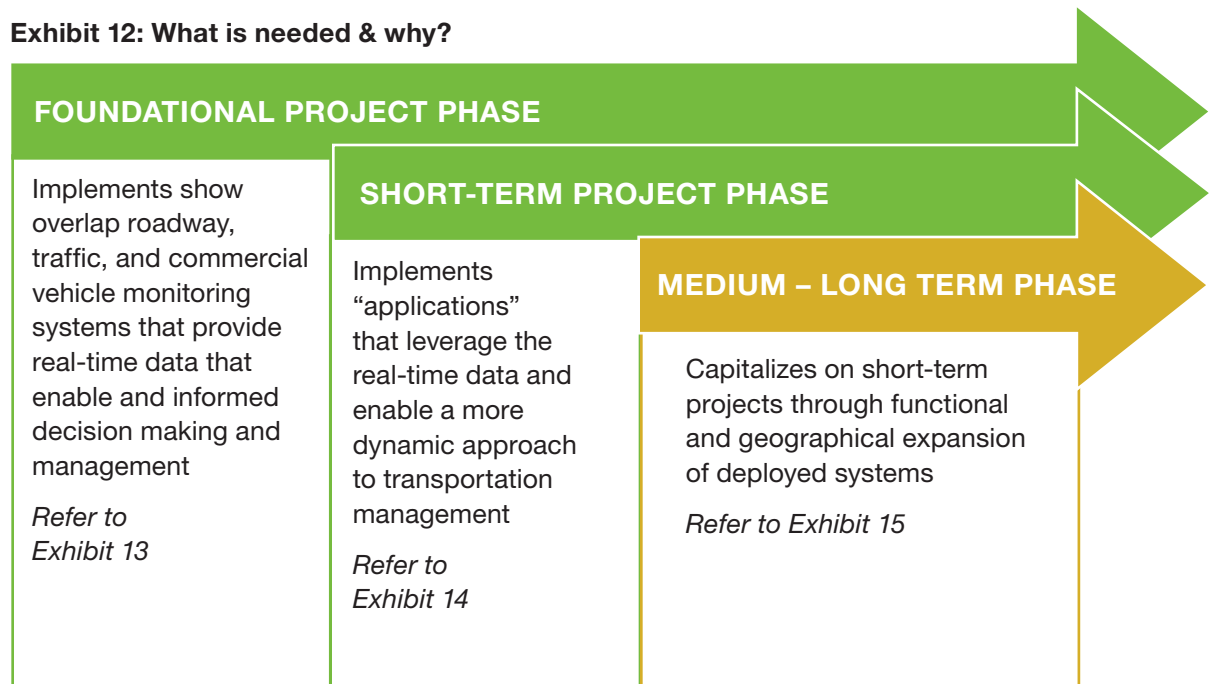 Exhibit 12: What is needed & why?
FOUNDATIONAL PROJECT PHASE
Implements show
overlap roadway,
traffic, and commercial
vehicle monitoring
systems that provide
real-time data that
enable and informed
decision making and
management
Refer to
Exhibit 13
SHORT-TERM PROJECT PHASE
Implements
“applications”
that leverage the
real-time data and
enable a more
dynamic approach
to transportation
management
Refer to
Exhibit 14
MEDIUM – LONG TERM PHASE
Capitalizes on short-term
projects through functional
and geographical expansion
of deployed systems
Refer to Exhibit 15